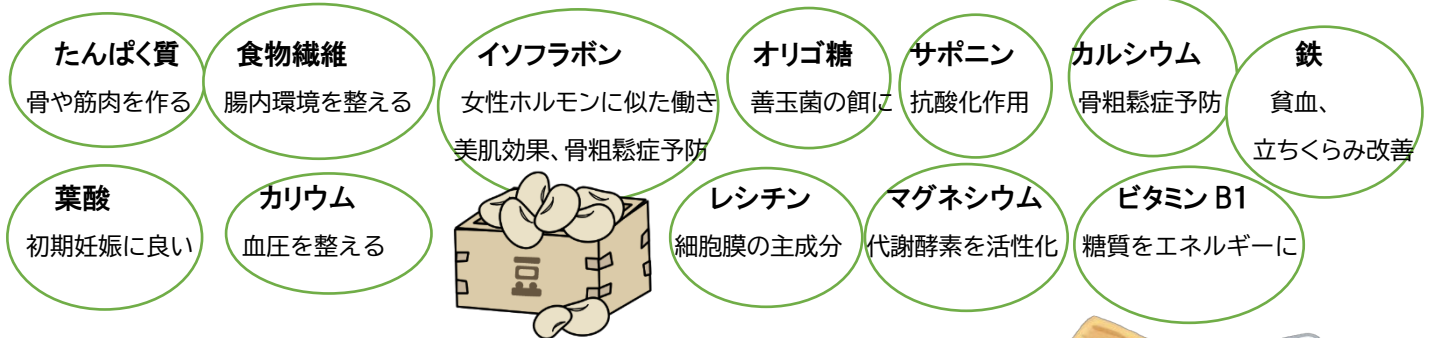 たんぱく質
骨や筋肉を作る
食物繊維
腸内環境を整える
イソフラボン
女性ホルモンに似た働き
美肌効果、骨粗鬆症予防
オリゴ糖
善玉菌の餌に
サポニン
抗酸化作用
カルシウム
骨粗鬆症予防
鉄
貧血、
立ちくらみ改善
葉酸
初期妊娠に良い
カリウム
血圧を整える
レシチン
細胞膜の主成分
マグネシウム
代謝酵素を活性化
ビタミン B1
糖質をエネルギーに